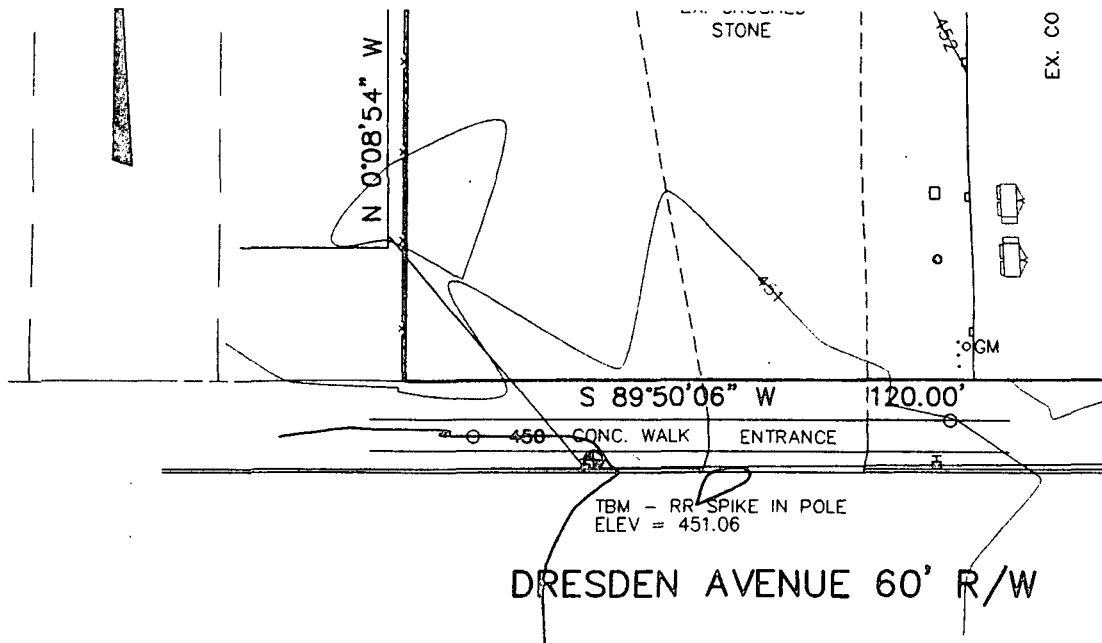 STONE
452
EX. CO
N 0°08'54" W
451
GM
S 89°50'06" W 120.00'
450 CONC. WALK ENTRANCE
TBM - RR SPIKE IN POLE
ELEV = 451.06
DRESDEN AVENUE 60' R/W